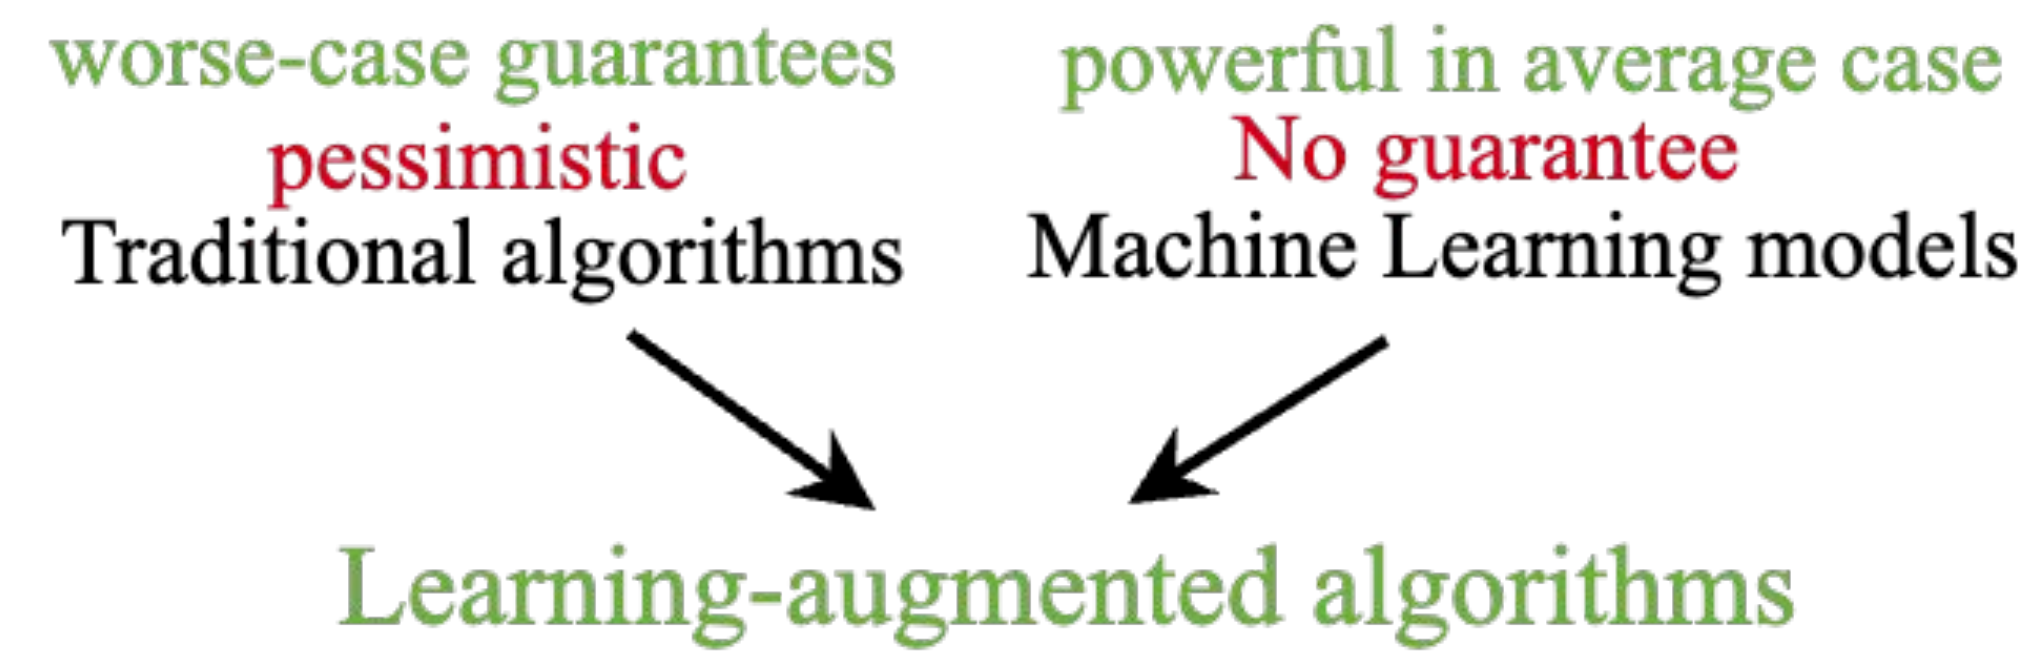 worse-case guarantees
pessimistic
Traditional algorithms
powerful in average case
No guarantee
Machine Learning models
Learning-augmented algorithms